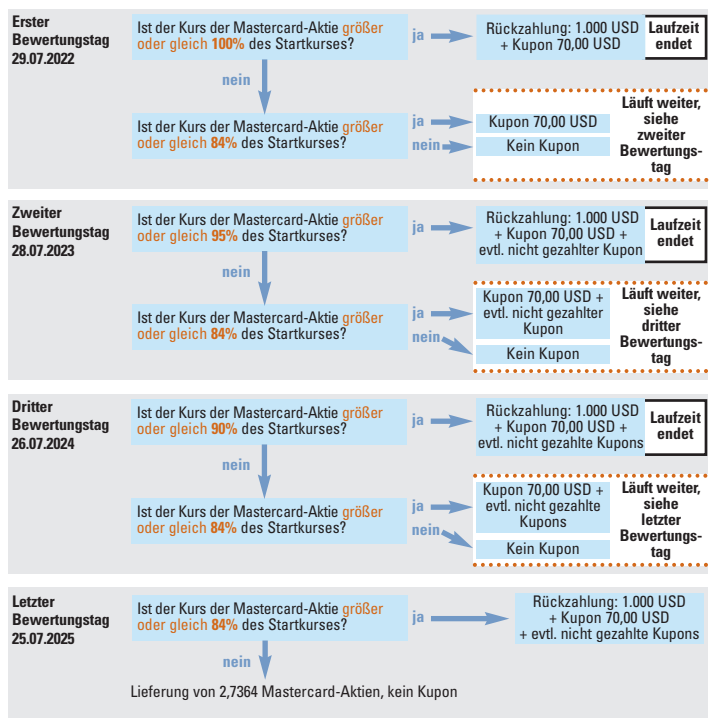 Erster
Bewertungstag
29.07.2022
Ist der Kurs der Mastercard-Aktie größer
oder gleich 100% des Startkurses?
ja
Rückzahlung: 1.000 USD
+ Kupon 70,00 USD
Laufzeit
endet
nein
Ist der Kurs der Mastercard-Aktie größer
oder gleich 84% des Startkurses?
ja
nein
Kupon 70,00 USD
Kein Kupon
Läuft weiter,
siehe
zweiter
Bewertungs-
tag
Zweiter
Bewertungstag
28.07.2023
Ist der Kurs der Mastercard-Aktie größer
oder gleich 95% des Startkurses?
ja
Rückzahlung: 1.000 USD
+ Kupon 70,00 USD +
evtl. nicht gezahlter Kupon
Laufzeit
endet
nein
Ist der Kurs der Mastercard-Aktie größer
oder gleich 84% des Startkurses?
ja
nein
Kupon 70,00 USD +
evtl. nicht gezahlter
Kupon
Kein Kupon
Läuft weiter,
siehe
dritter
Bewertungs-
tag
Dritter
Bewertungstag
26.07.2024
Ist der Kurs der Mastercard-Aktie größer
oder gleich 90% des Startkurses?
ja
Rückzahlung: 1.000 USD
+ Kupon 70,00 USD +
evtl. nicht gezahlte Kupons
Laufzeit
endet
nein
Ist der Kurs der Mastercard-Aktie größer
oder gleich 84% des Startkurses?
ja
nein
Kupon 70,00 USD +
evtl. nicht gezahlte
Kupons
Kein Kupon
Läuft weiter,
siehe
letzter
Bewertungs-
tag
Letzter
Bewertungstag
25.07.2025
Ist der Kurs der Mastercard-Aktie größer
oder gleich 84% des Startkurses?
ja
Rückzahlung: 1.000 USD
+ Kupon 70,00 USD
+ evtl. nicht gezahlte Kupons
nein
Lieferung von 2,7364 Mastercard-Aktien, kein Kupon